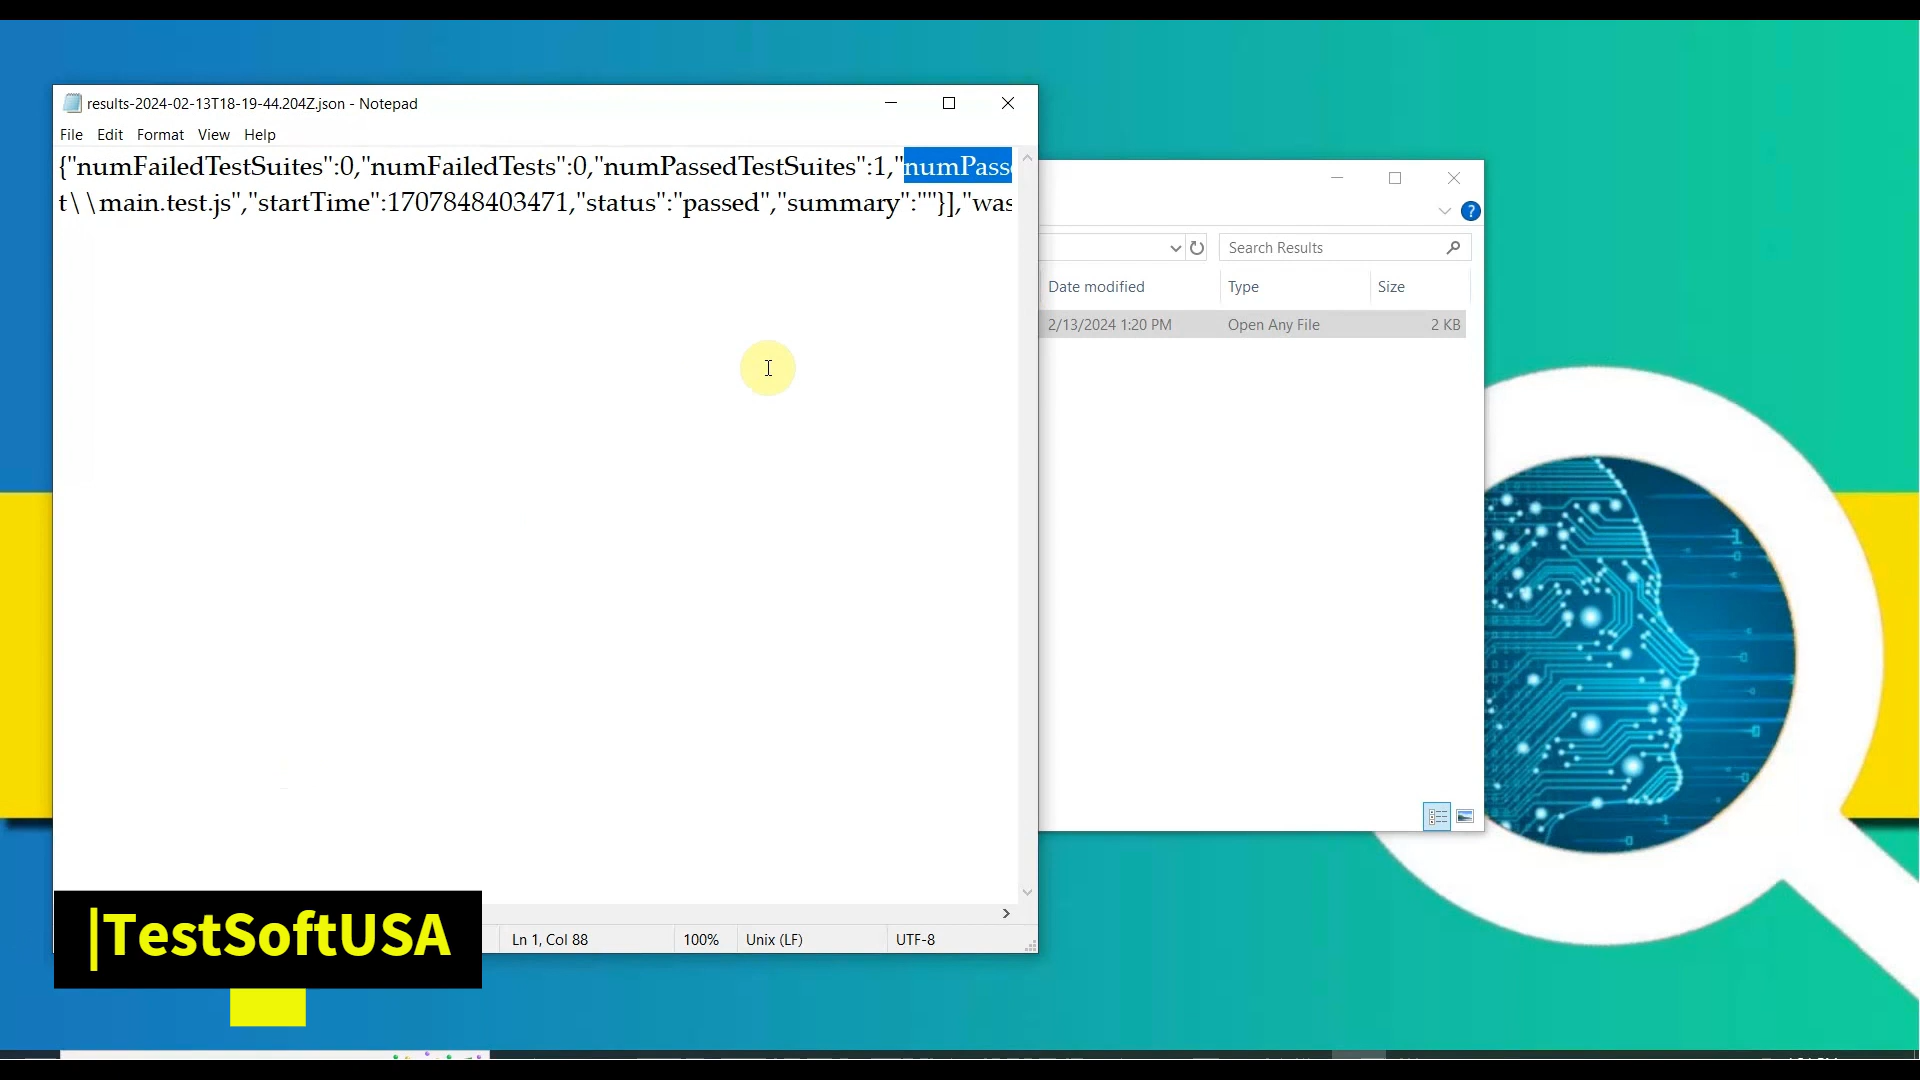 results-2024-02-13T18-19-44.204Z.json - Notepad
File Edit Format View Help
{"numFailedTestSuites":0,"numFailedTests":0,"numPassedTestSuites":1,"numPass
t\\main.test.js","startTime":1707848403471,"status":"passed","summary":""}],"was
?
Search Results
Date modified Type Size
2/13/2024 1:20 PM Open Any File 2 KB
|TestSoftUSA
Ln 1, Col 88 100% Unix (LF) UTF-8